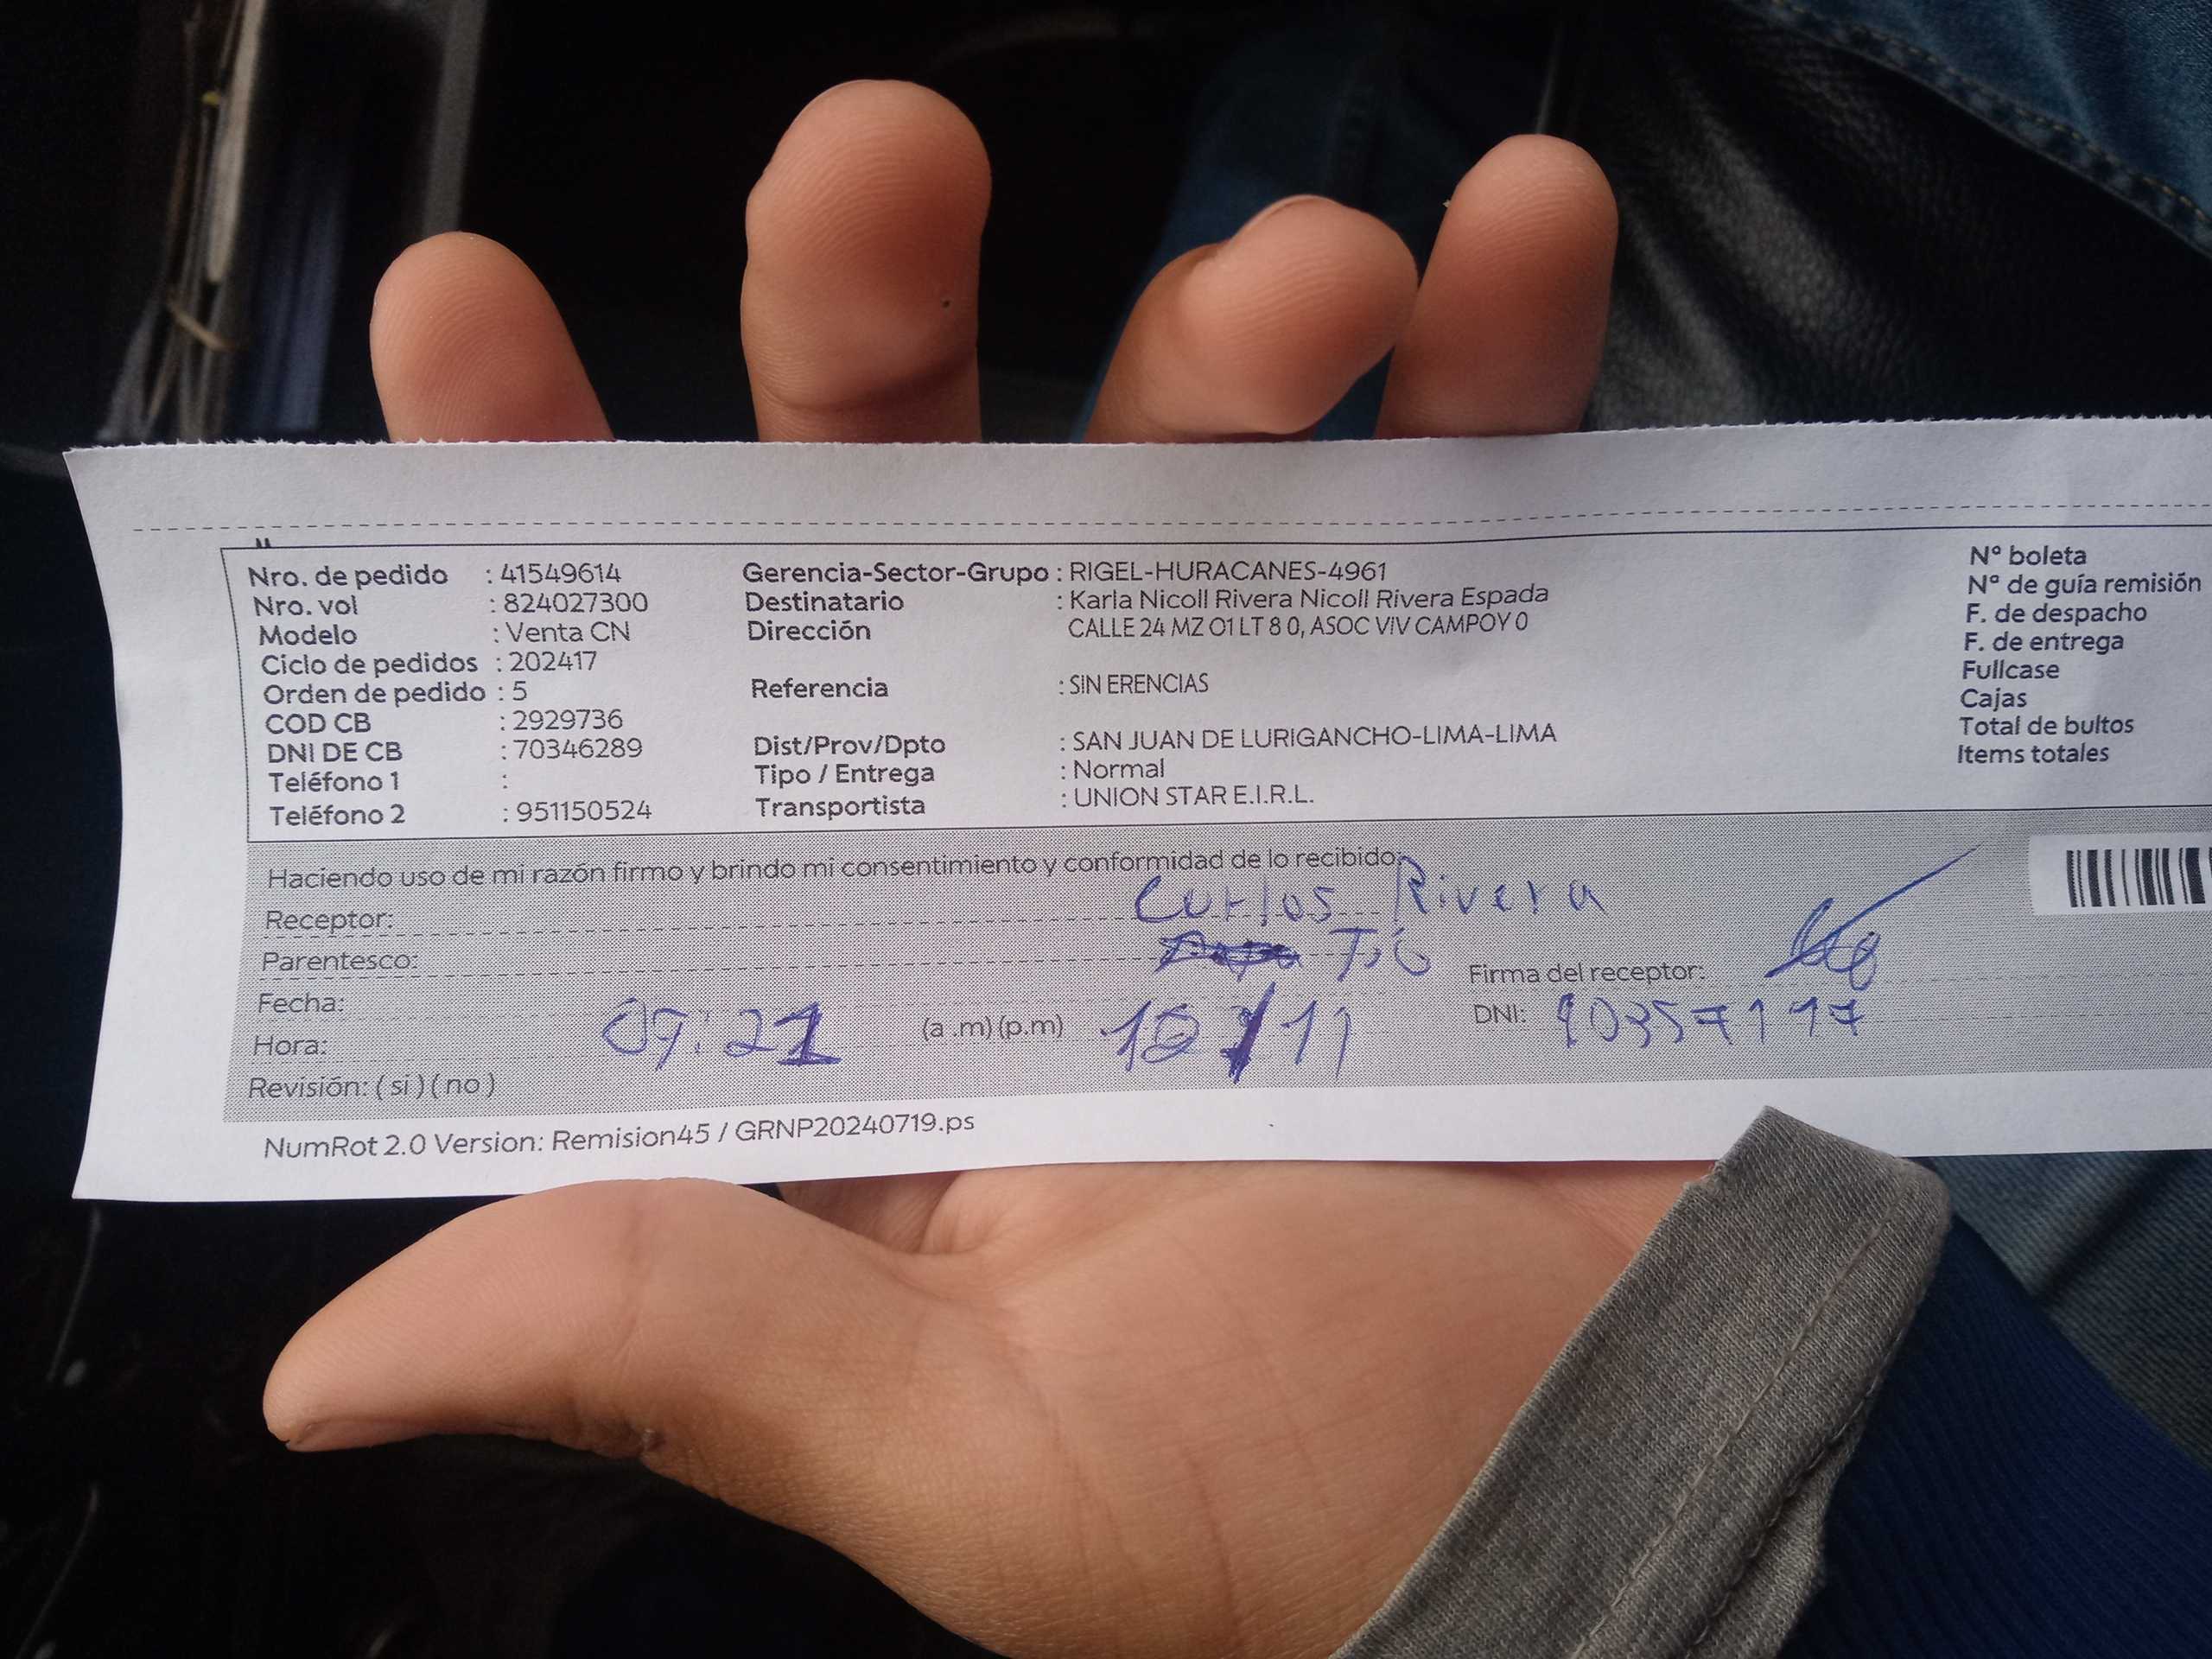 Nro. de pedido : 41549614
Nro. vol : 824027300
Modelo : Venta CN
Ciclo de pedidos : 202417
Orden de pedido : 5
COD CB : 2929736
DNI DE CB : 70346289
Teléfono 1 :
Teléfono 2 : 951150524
Gerencia-Sector-Grupo : RIGEL-HURACANES-4961
Destinatario : Karla Nicoll Rivera Nicoll Rivera Espada
Dirección CALLE 24 MZ O1 LT 8 0, ASOC VIV CAMPOY 0
Referencia : SIN ERENCIAS
Dist/Prov/Dpto : SAN JUAN DE LURIGANCHO-LIMA-LIMA
Tipo / Entrega : Normal
Transportista : UNION STAR E.I.R.L.
N° boleta
N° de guía remisión
F. de despacho
F. de entrega
Fullcase
Cajas
Total de bultos
Items totales
Haciendo uso de mi razón firmo y brindo mi consentimiento y conformidad de lo recibido:
Receptor: Carlos Rivera
Parentesco: Tio
Firma del receptor:
Fecha:
Hora: 09:21 (a .m) (p.m) 12/11
DNI:
Revisión: ( si ) ( no )
NumRot 2.0 Version: Remision45 / GRNP20240719.ps